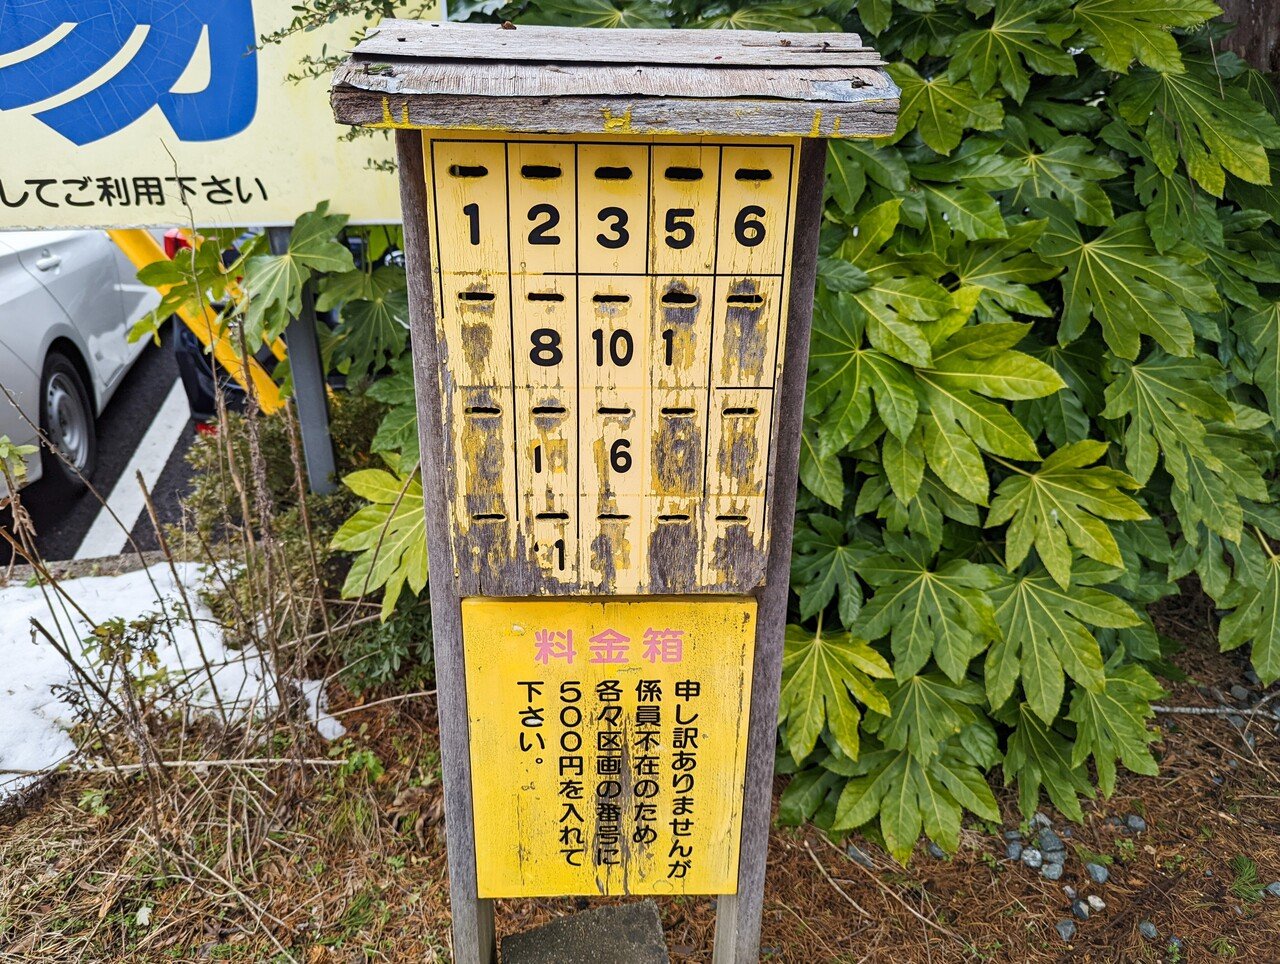 してご利用下さい
1 2 3 5 6
8 10 1
1 6
1
料金箱
申し訳ありませんが
係員不在のため
各々区画の番号に
500円を入れて
下さい。